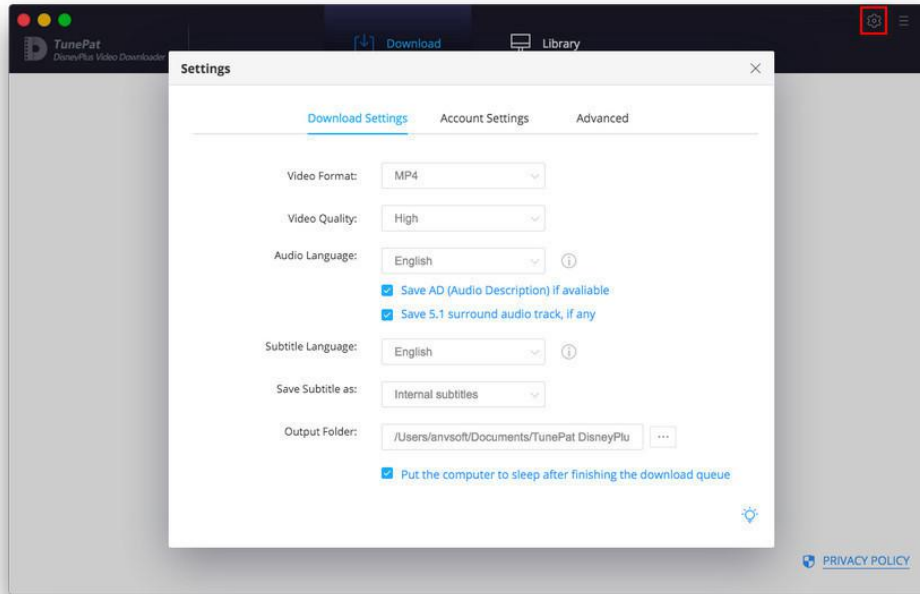 TunePat
DisneyPlus Video Downloader
Download
Library
Settings
Download Settings
Account Settings
Advanced
Video Format:
MP4
Video Quality:
High
Audio Language:
English
Save AD (Audio Description) if avaliable
Save 5.1 surround audio track, if any
Subtitle Language:
English
Save Subtitle as:
Internal subtitles
Output Folder:
/Users/anvsoft/Documents/TunePat DisneyPlu
...
Put the computer to sleep after finishing the download queue
PRIVACY POLICY